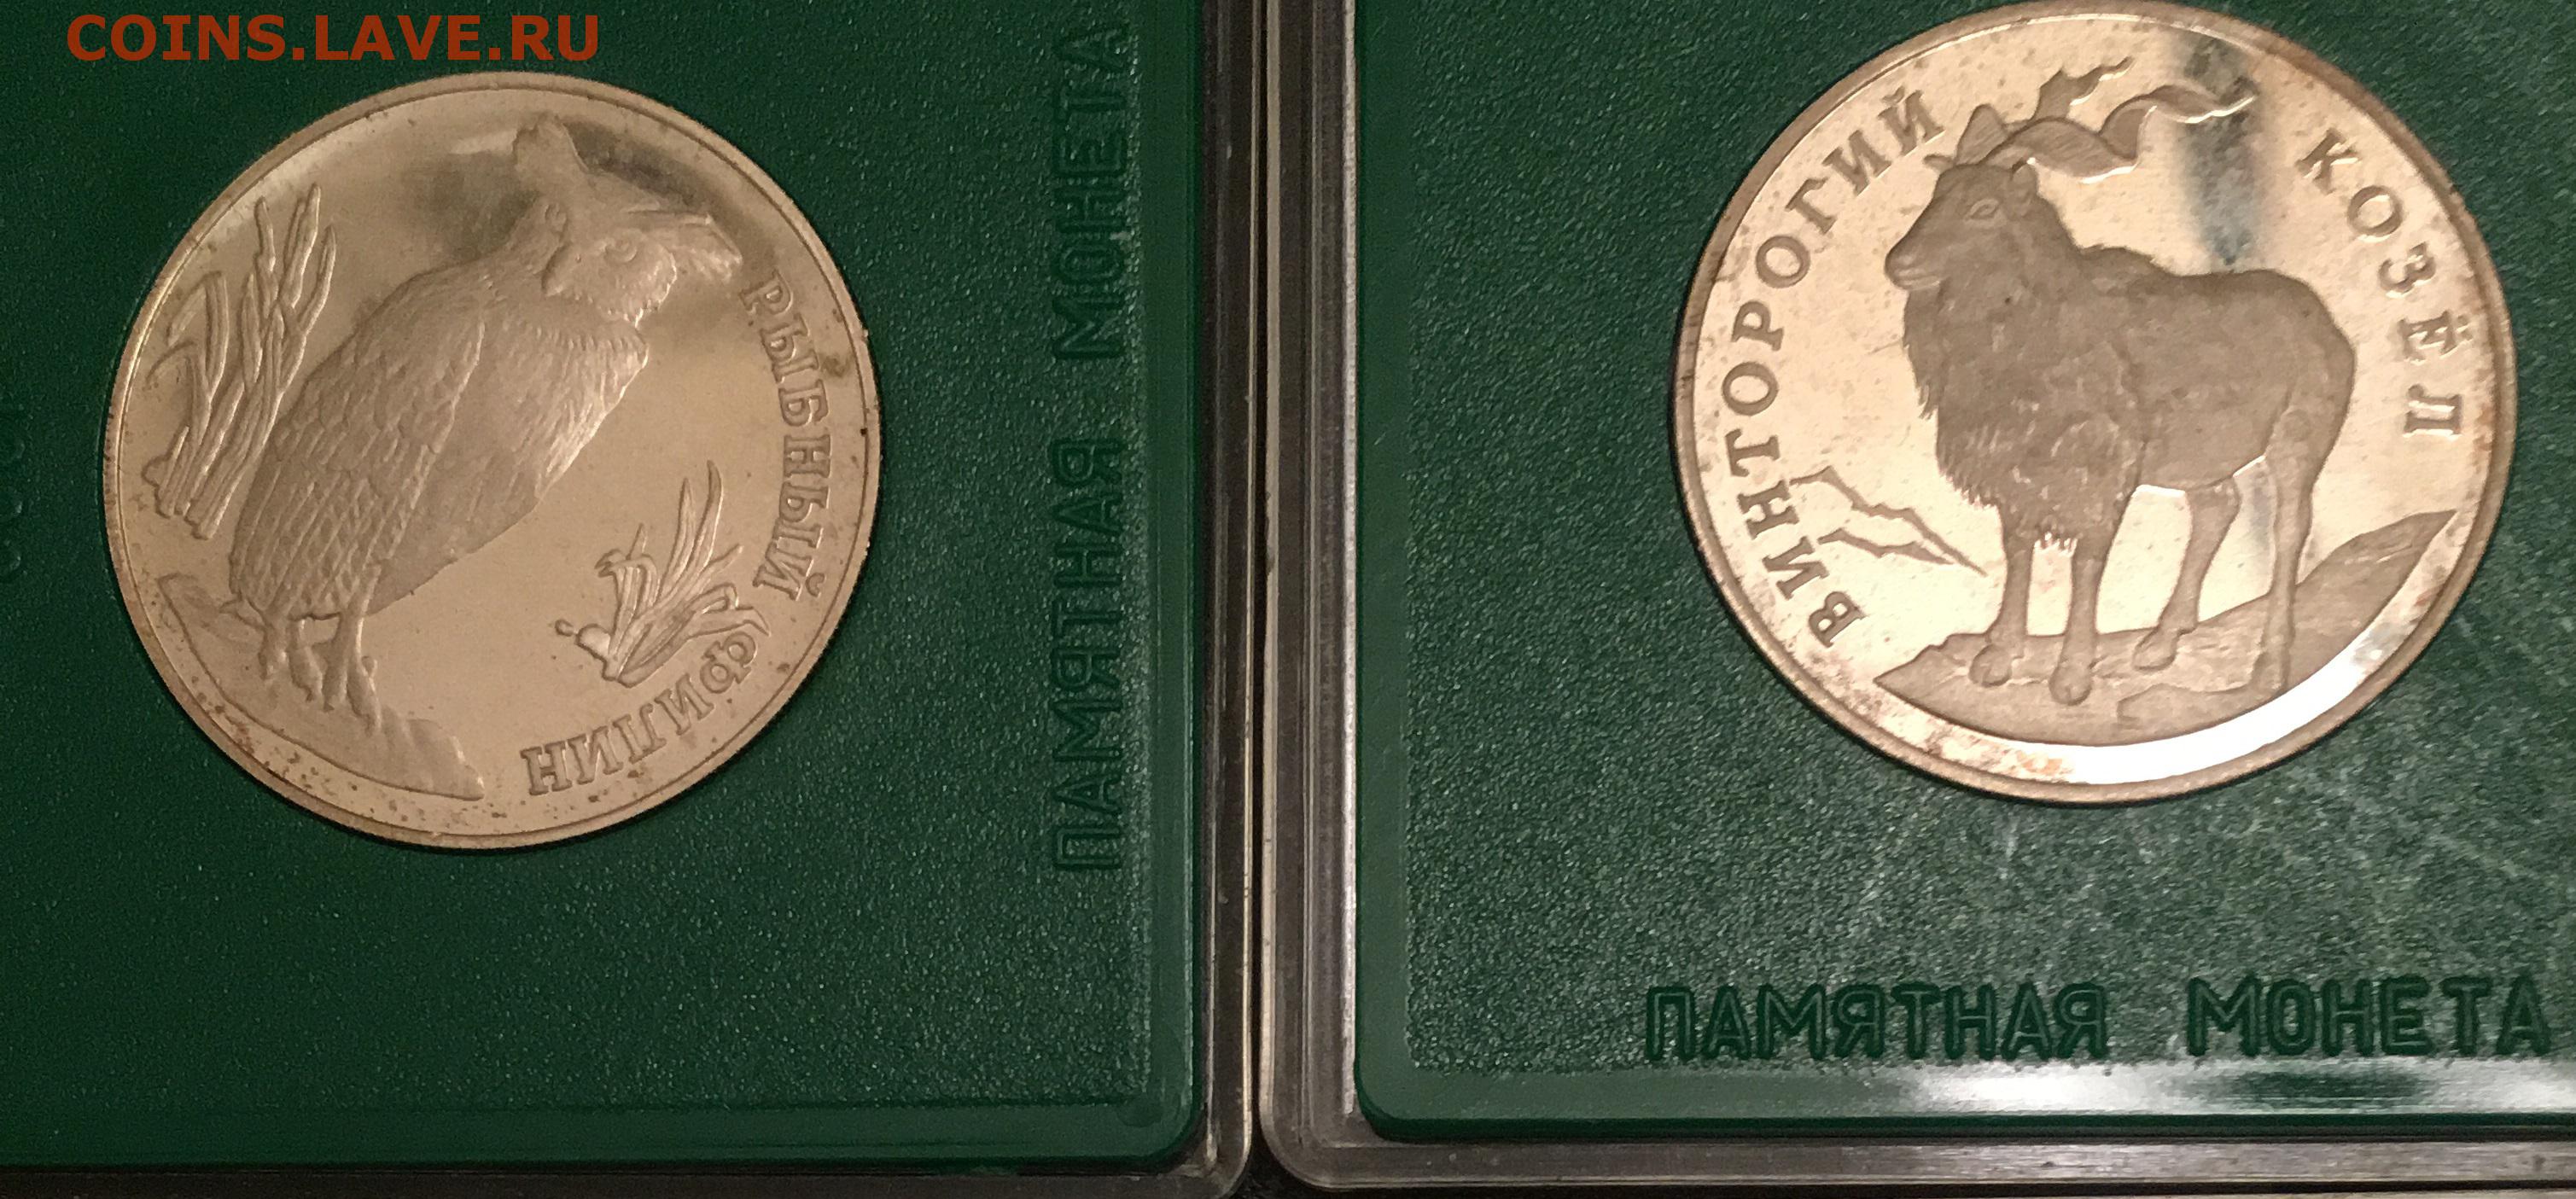 COINS.LAVE.RU
РЫБНЫЙ ФИЛИН
ПАМЯТНАЯ МОНЕТА
ВИНТОРОГИЙ КОЗЁЛ
ПАМЯТНАЯ МОНЕТА